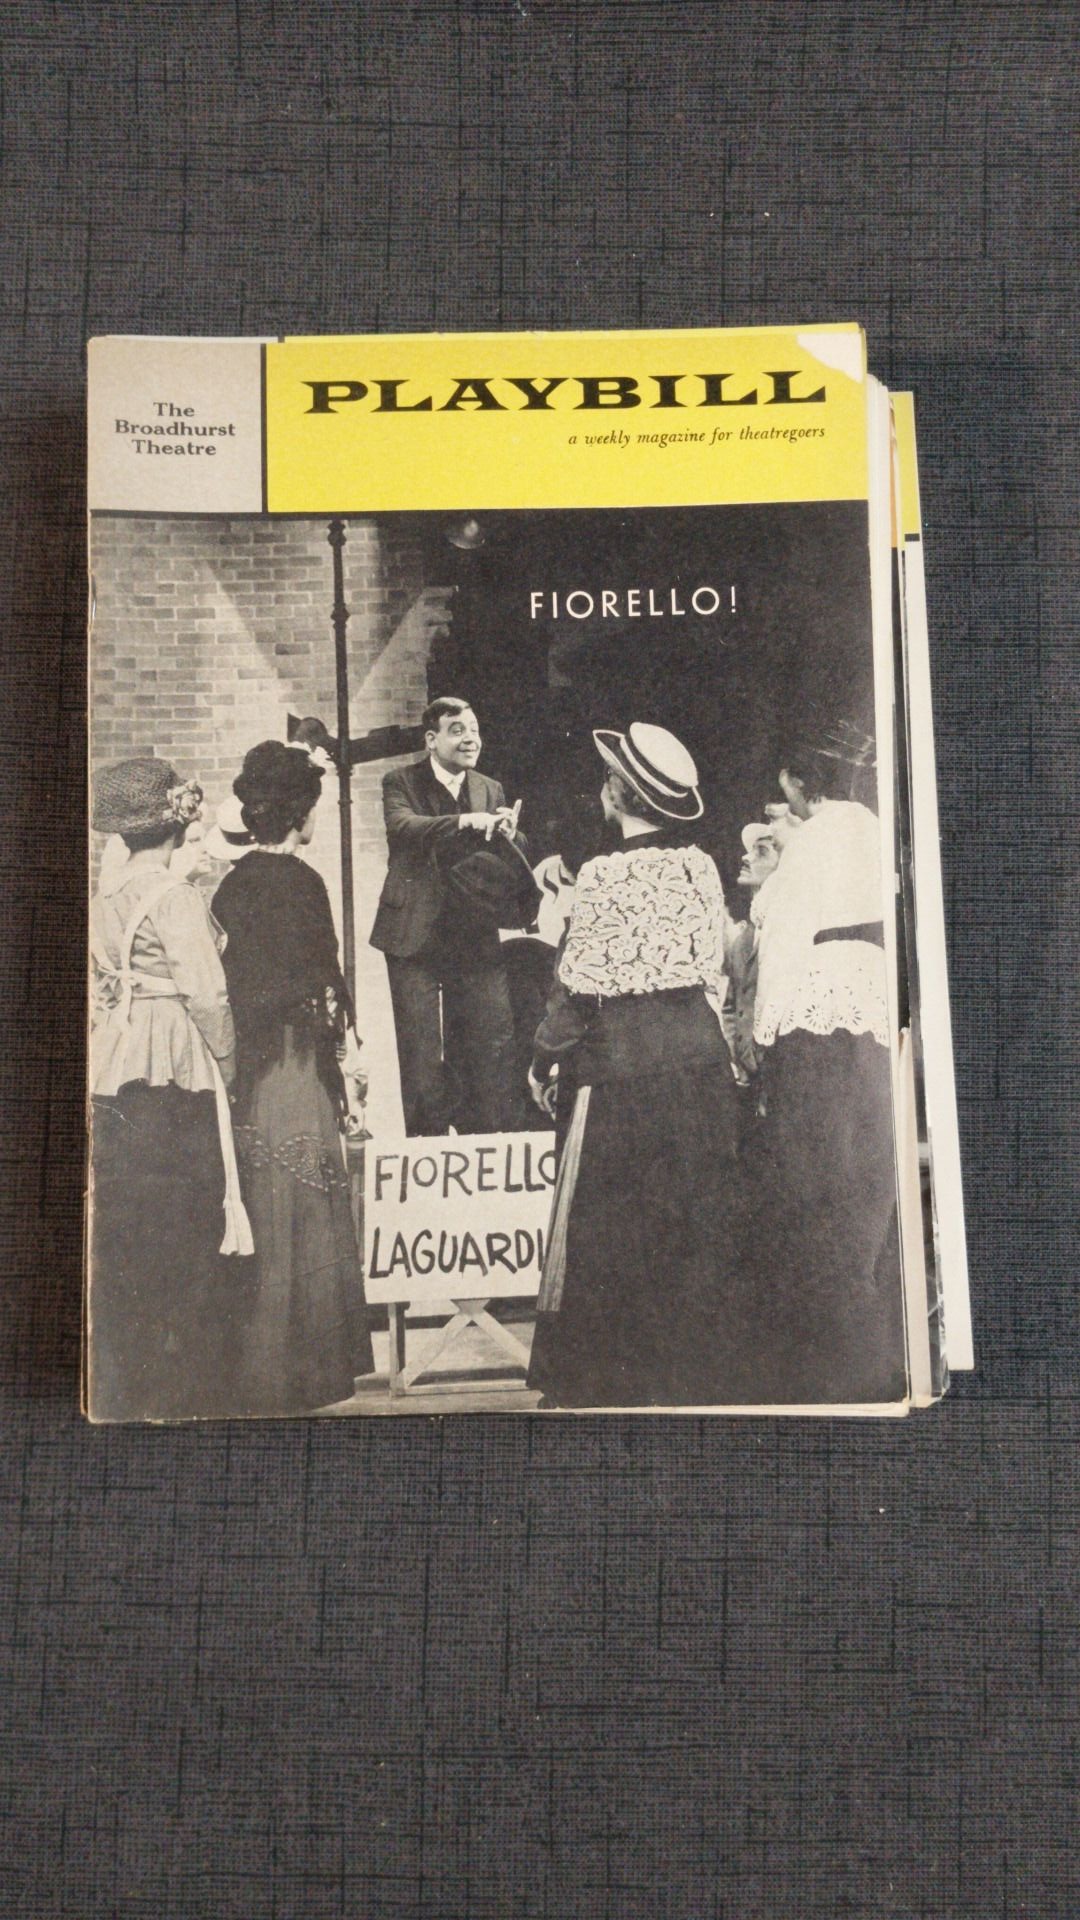 The
Broadhurst
Theatre
PLAYBILL
a weekly magazine for theatregoers
FIORELLO!
FIORELLO
LAGUARDI